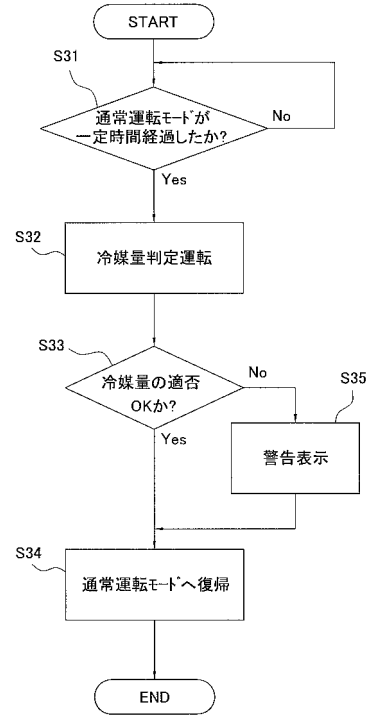 START
S31
通常運転モードが
一定時間経過したか?
No
Yes
S32
冷媒量判定運転
S33
冷媒量の適否
OKか?
No
Yes
S35
警告表示
S34
通常運転モードへ復帰
END